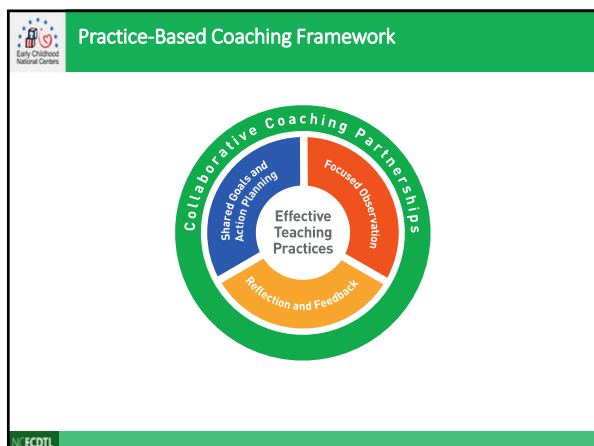 Early Childhood
National Centers
Practice-Based Coaching Framework
Collaborative Coaching Partnerships
Shared Goals and
Action Planning
Focused Observation
Effective
Teaching
Practices
Reflection and Feedback
NCECDTL